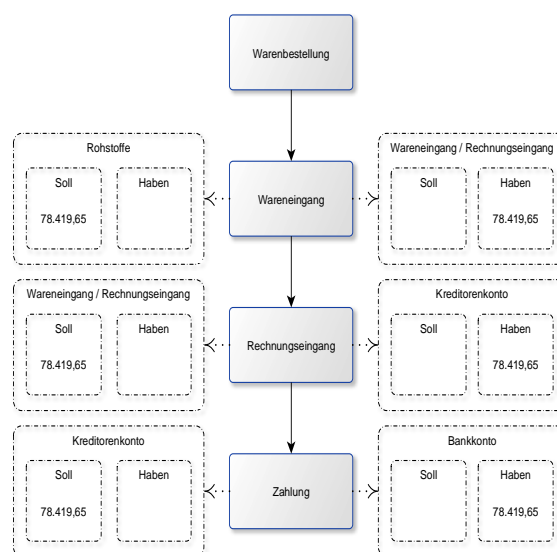 Warenbestellung
Rohstoffe
Soll
Haben
78.419,65
Wareneingang
Wareneingang / Rechnungseingang
Soll
Haben
78.419,65
Wareneingang / Rechnungseingang
Soll
Haben
78.419,65
Rechnungseingang
Kreditorenkonto
Soll
Haben
78.419,65
Kreditorenkonto
Soll
Haben
78.419,65
Zahlung
Bankkonto
Soll
Haben
78.419,65